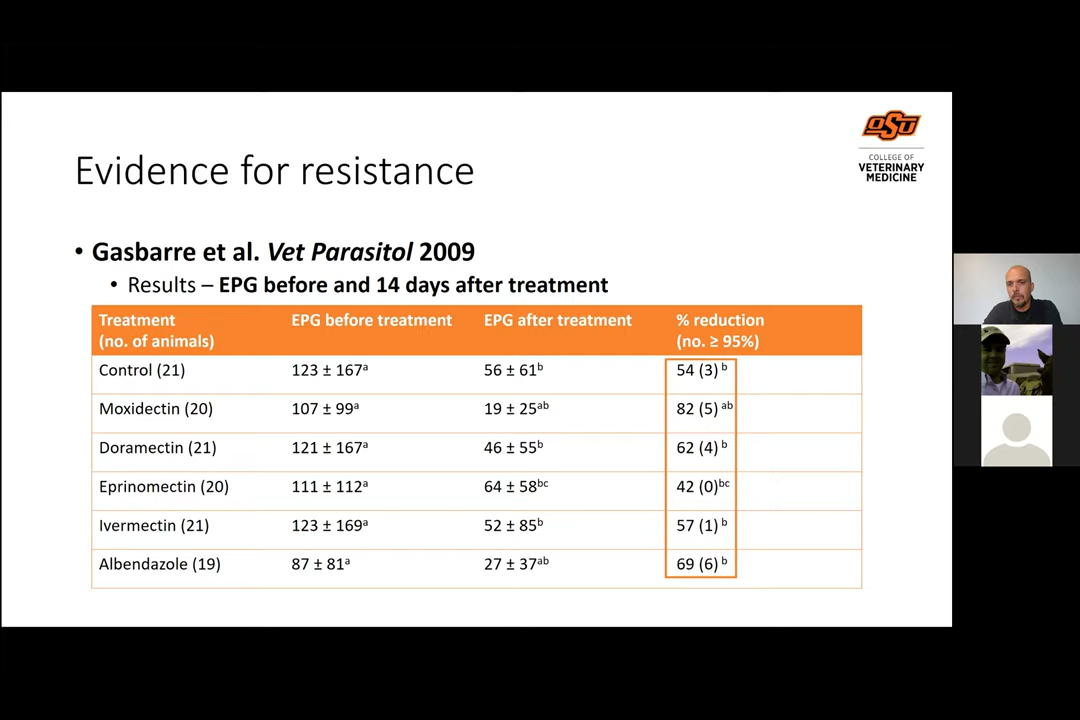 OSU
COLLEGE OF
VETERINARY
MEDICINE
Evidence for resistance
• Gasbarre et al. Vet Parasitol 2009
• Results – EPG before and 14 days after treatment
Treatment (no. of animals) EPG before treatment EPG after treatment % reduction (no. ≥ 95%)
Control (21) 123 ± 167ᵃ 56 ± 61ᵇ 54 (3) ᵇ
Moxidectin (20) 107 ± 99ᵃ 19 ± 25ᵃᵇ 82 (5) ᵃᵇ
Doramectin (21) 121 ± 167ᵃ 46 ± 55ᵇ 62 (4) ᵇ
Eprinomectin (20) 111 ± 112ᵃ 64 ± 58ᵇᶜ 42 (0)ᵇᶜ
Ivermectin (21) 123 ± 169ᵃ 52 ± 85ᵇ 57 (1) ᵇ
Albendazole (19) 87 ± 81ᵃ 27 ± 37ᵃᵇ 69 (6) ᵇ